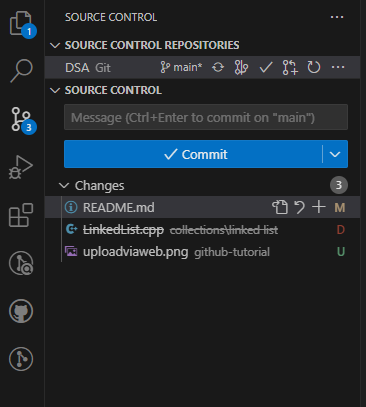 SOURCE CONTROL
1
SOURCE CONTROL REPOSITORIES
DSA Git main* ...
SOURCE CONTROL
3
Message (Ctrl+Enter to commit on "main")
Commit
Changes 3
README.md M
LinkedList.cpp collections\linked list D
uploadviaweb.png github-tutorial U